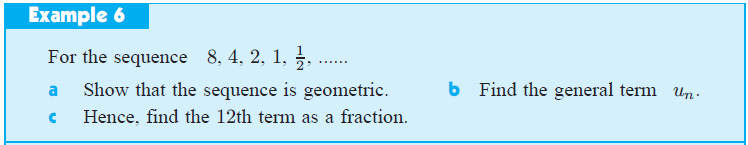 Example 6
For the sequence 8, 4, 2, 1, 1/2, ......
a Show that the sequence is geometric. b Find the general term uₙ.
c Hence, find the 12th term as a fraction.